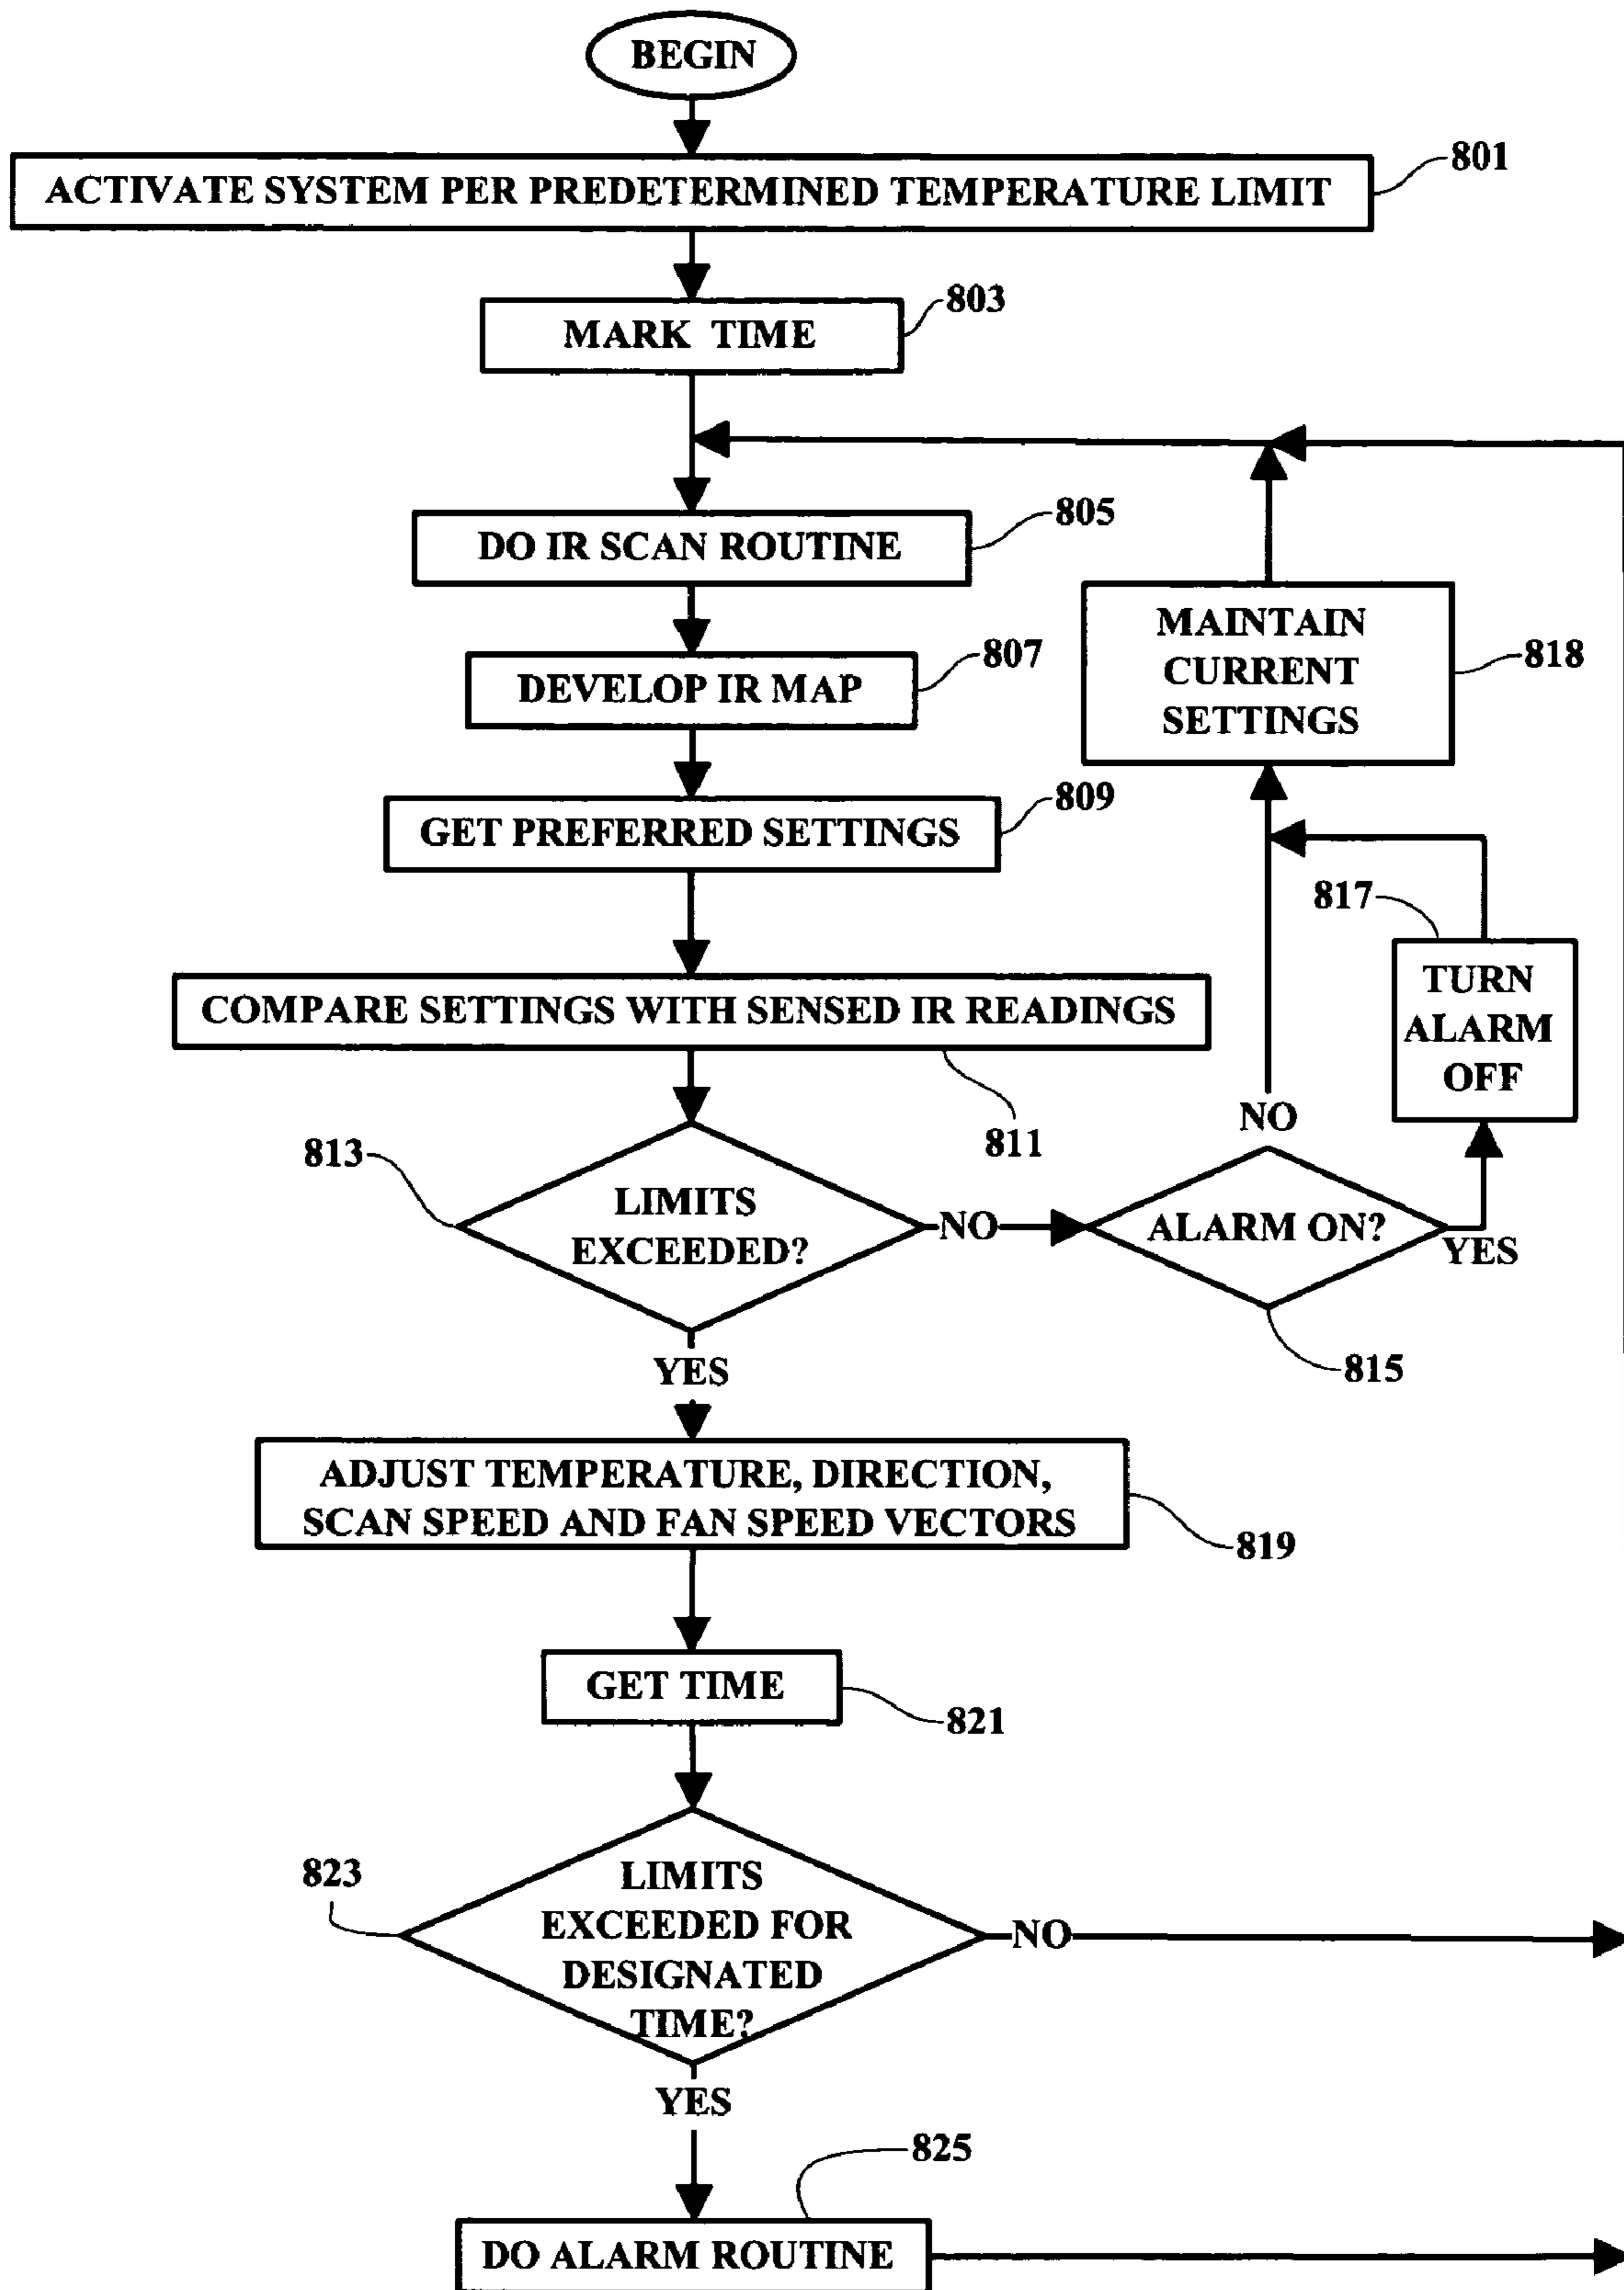 BEGIN
ACTIVATE SYSTEM PER PREDETERMINED TEMPERATURE LIMIT
801
MARK TIME
803
DO IR SCAN ROUTINE
805
DEVELOP IR MAP
807
GET PREFERRED SETTINGS
809
MAINTAIN
CURRENT
SETTINGS
818
817
TURN
ALARM
OFF
COMPARE SETTINGS WITH SENSED IR READINGS
811
813
LIMITS
EXCEEDED?
NO
ALARM ON?
NO
YES
815
YES
ADJUST TEMPERATURE, DIRECTION,
SCAN SPEED AND FAN SPEED VECTORS
819
GET TIME
821
823
LIMITS
EXCEEDED FOR
DESIGNATED
TIME?
NO
YES
825
DO ALARM ROUTINE